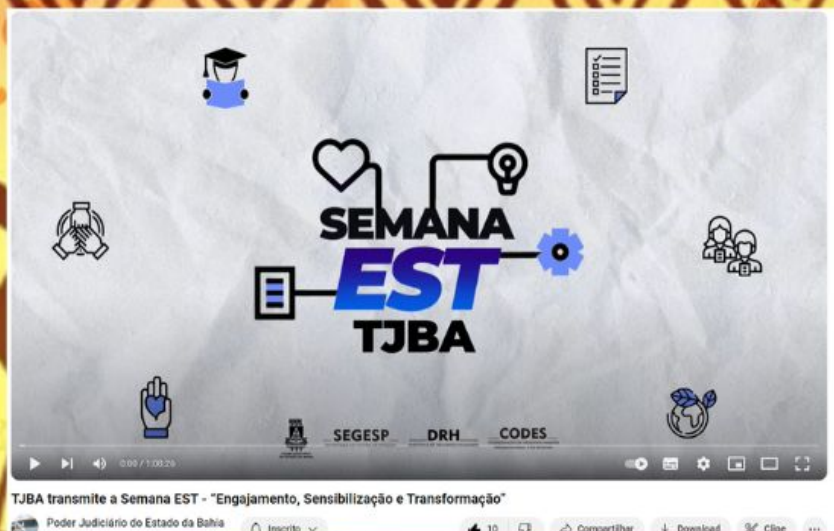 SEMANA
EST
TJBA
SEGESP DRH CODES
0:00 / 1:00:29
TJBA transmite a Semana EST - "Engajamento, Sensibilização e Transformação"
Poder Judiciário do Estado da Bahia
Inscrito 10 Compartilhar Download Clipe ...